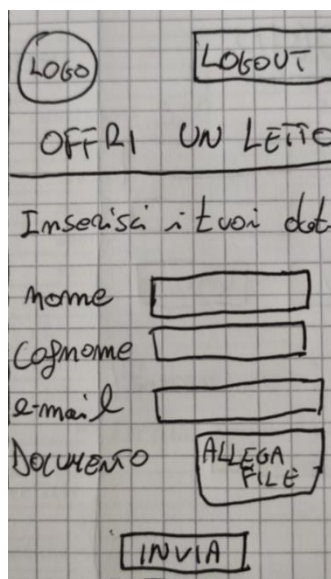 LOGO
LOGOUT
OFFRI UN LETTO
Inserisci i tuoi dat
nome
cognome
e-mail
DOCUMENTO
ALLEGA
FILE
INVIA